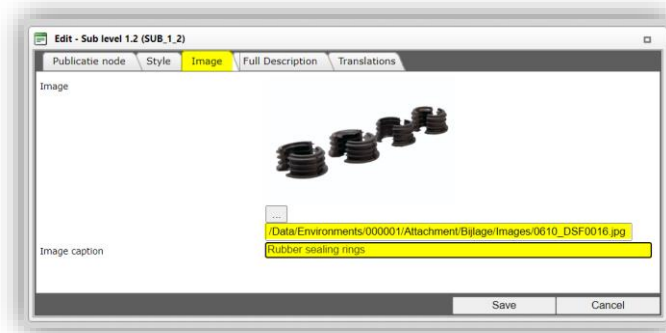 Edit - Sub level 1.2 (SUB_1_2)
Publicatie node Style Image Full Description Translations
Image
...
/Data/Environments/000001/Attachment/Bijlage/Images/0610_DSF0016.jpg
Image caption Rubber sealing rings
Save Cancel